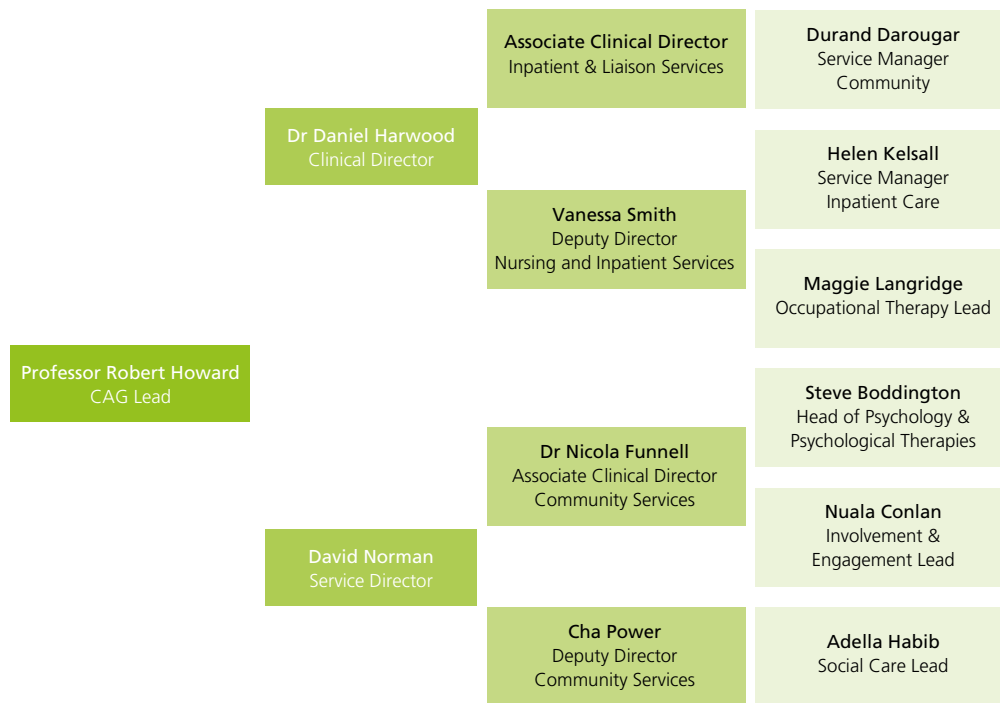 Professor Robert Howard
CAG Lead
Dr Daniel Harwood
Clinical Director
David Norman
Service Director
Associate Clinical Director
Inpatient & Liaison Services
Vanessa Smith
Deputy Director
Nursing and Inpatient Services
Dr Nicola Funnell
Associate Clinical Director
Community Services
Cha Power
Deputy Director
Community Services
Durand Darougar
Service Manager
Community
Helen Kelsall
Service Manager
Inpatient Care
Maggie Langridge
Occupational Therapy Lead
Steve Boddington
Head of Psychology &
Psychological Therapies
Nuala Conlan
Involvement &
Engagement Lead
Adella Habib
Social Care Lead